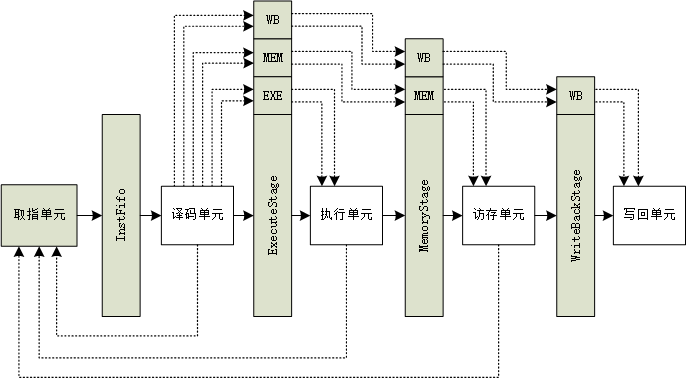 WB
MEM
EXE
WB
MEM
WB
取指单元
InstFifo
译码单元
ExecuteStage
执行单元
MemoryStage
访存单元
WriteBackStage
写回单元